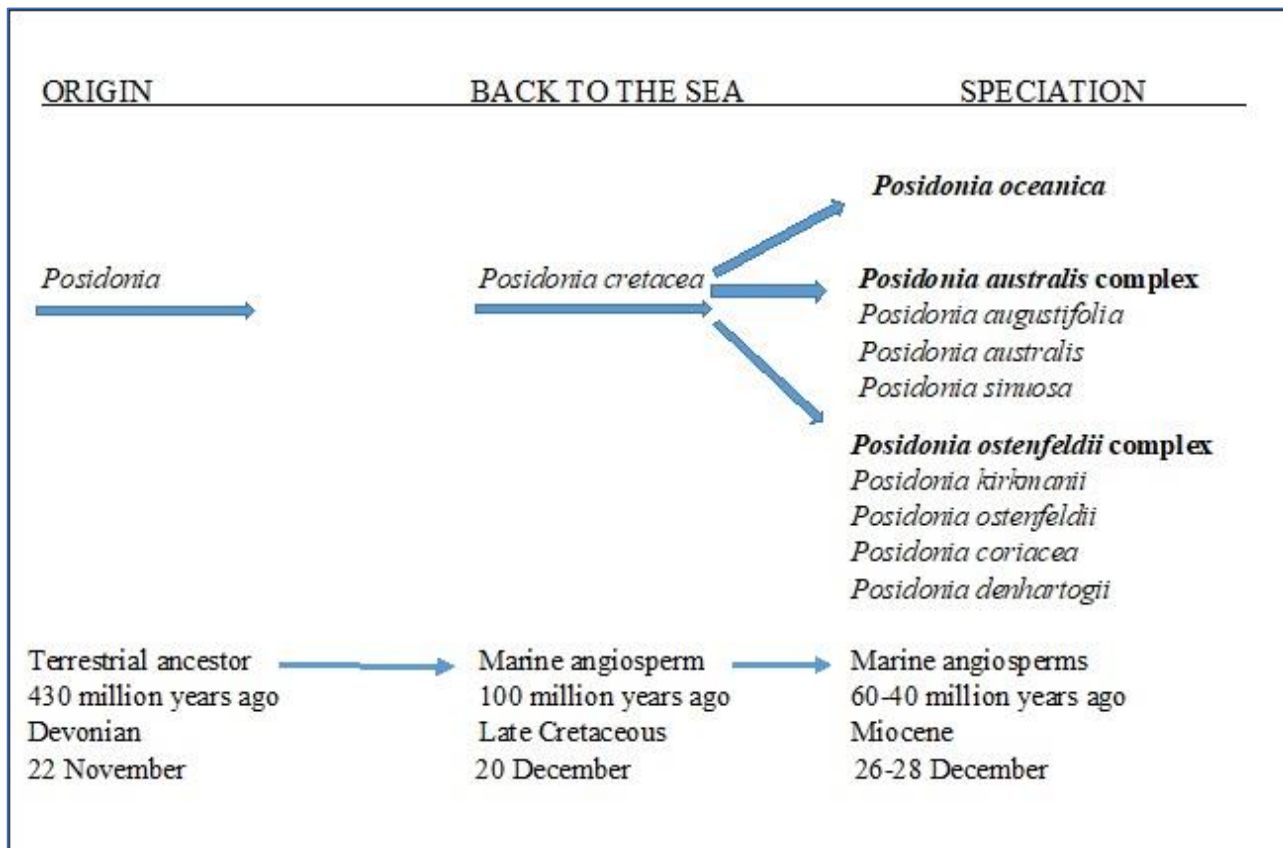 ORIGIN BACK TO THE SEA SPECIATION
Posidonia oceanica
Posidonia Posidonia cretacea Posidonia australis complex
Posidonia augustifolia
Posidonia australis
Posidonia sinuosa
Posidonia ostenfeldii complex
Posidonia kirkmanii
Posidonia ostenfeldii
Posidonia coriacea
Posidonia denhartogii
Terrestrial ancestor Marine angiosperm Marine angiosperms
430 million years ago 100 million years ago 60-40 million years ago
Devonian Late Cretaceous Miocene
22 November 20 December 26-28 December